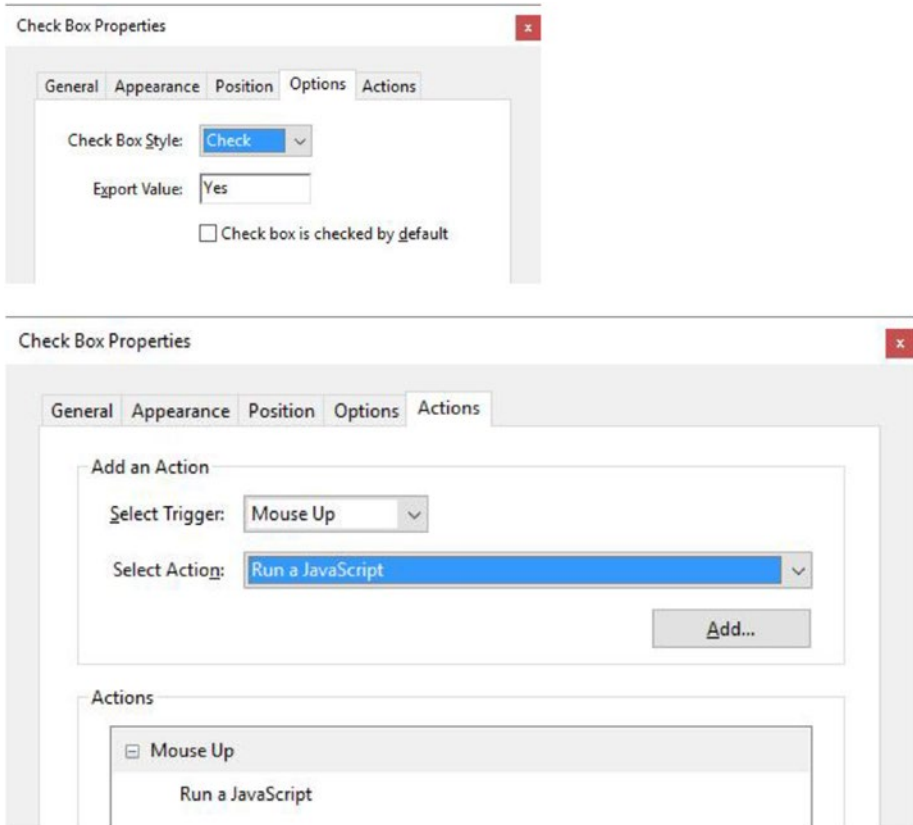 Check Box Properties
x
General Appearance Position Options Actions
Check Box Style: Check
Export Value: Yes
Check box is checked by default
Check Box Properties
x
General Appearance Position Options Actions
Add an Action
Select Trigger: Mouse Up
Select Action: Run a JavaScript
Add...
Actions
Mouse Up
Run a JavaScript